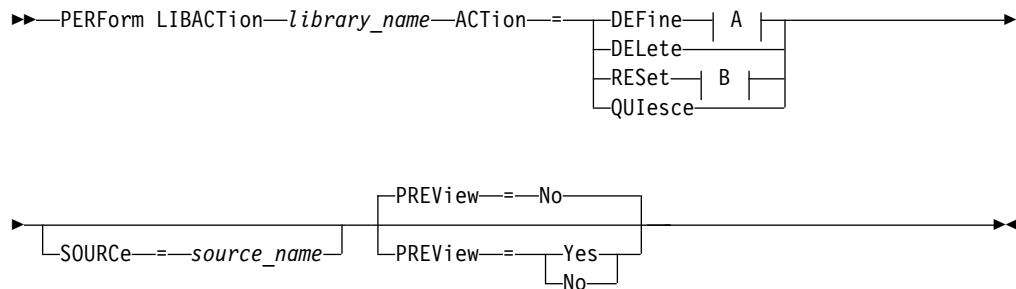 PERForm LIBACTion library_name ACTion = DEFine A
DELete
RESet B
QUIesce
PREView = No
SOURCe = source_name PREView = Yes
No